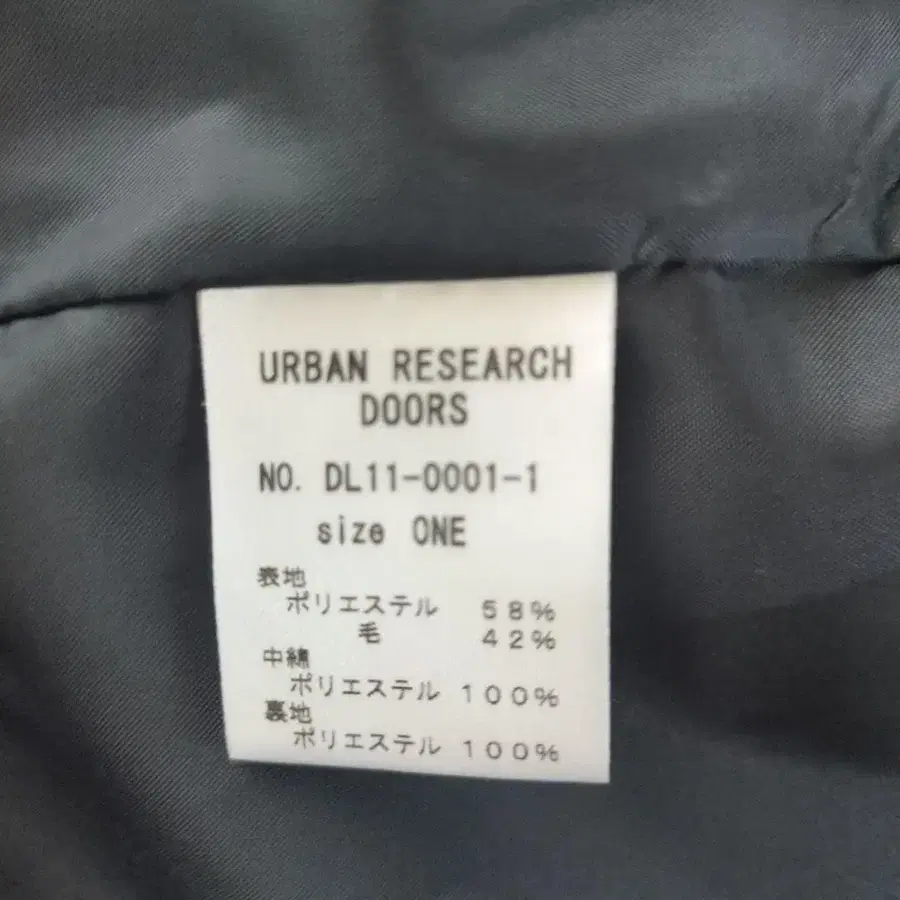 URBAN RESEARCH
DOORS
NO. DL11-0001-1
size ONE
表地
ポリエステル 58%
毛 42%
中綿
ポリエステル 100%
裏地
ポリエステル 100%